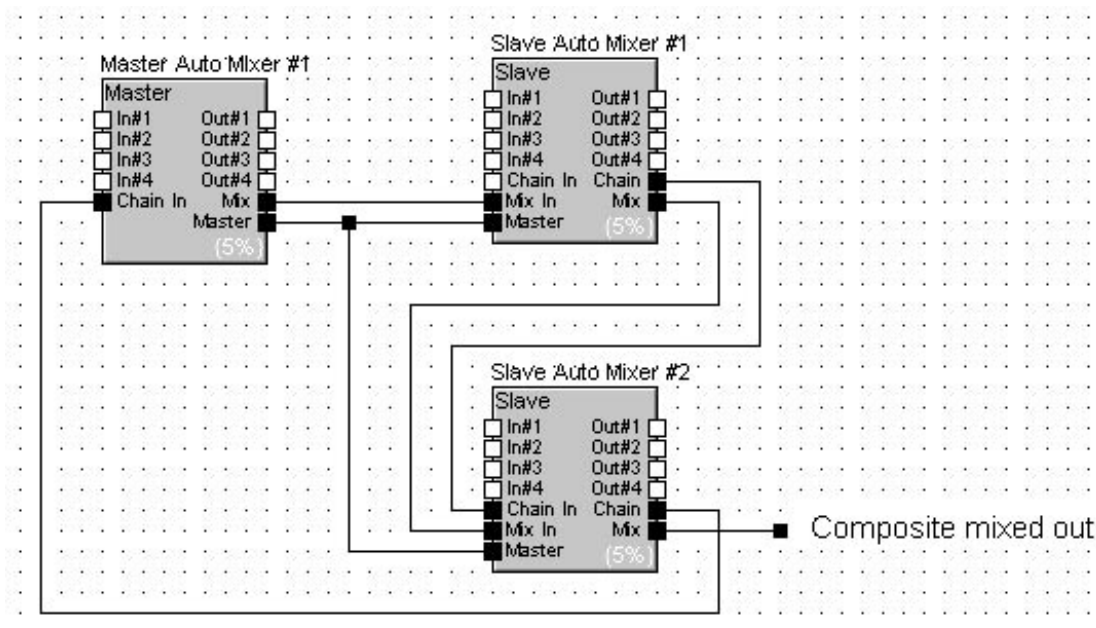 Master Auto Mixer #1
Master
In#1 Out#1
In#2 Out#2
In#3 Out#3
In#4 Out#4
Chain In Mix
Master
(5%)
Slave Auto Mixer #1
Slave
In#1 Out#1
In#2 Out#2
In#3 Out#3
In#4 Out#4
Chain In Chain
Mix In Mix
Master (5%)
Slave Auto Mixer #2
Slave
In#1 Out#1
In#2 Out#2
In#3 Out#3
In#4 Out#4
Chain In Chain
Mix In Mix
Master (5%)
Composite mixed out